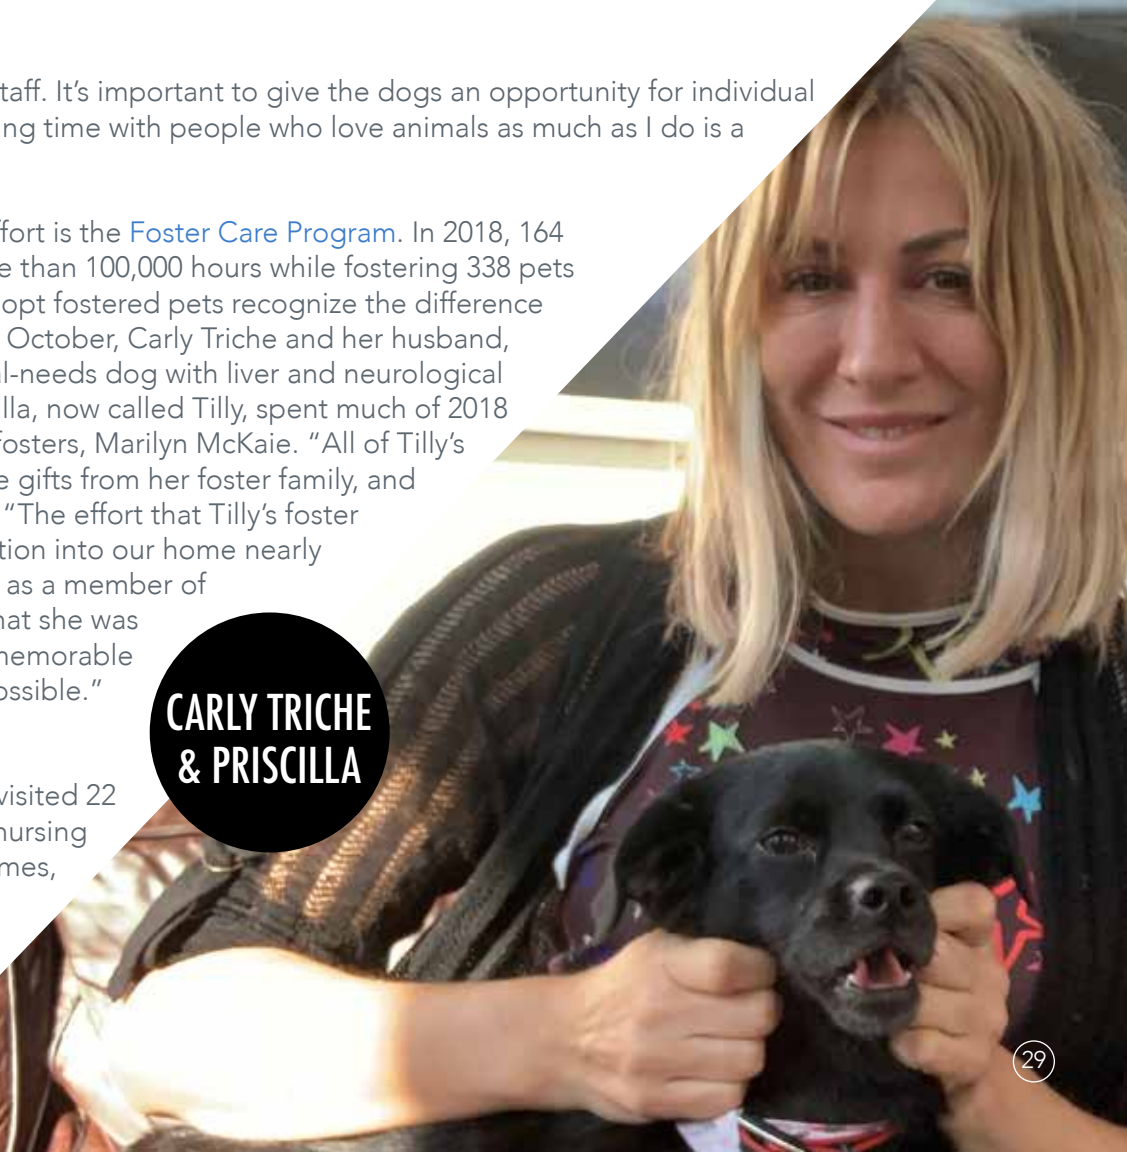 taff. It’s important to give the dogs an opportunity for individual
ng time with people who love animals as much as I do is a
fort is the Foster Care Program. In 2018, 164
e than 100,000 hours while fostering 338 pets
opt fostered pets recognize the difference
October, Carly Triche and her husband,
l-needs dog with liver and neurological
lla, now called Tilly, spent much of 2018
fosters, Marilyn McKaie. “All of Tilly’s
e gifts from her foster family, and
“The effort that Tilly’s foster
tion into our home nearly
as a member of
hat she was
memorable
ossible.”
visited 22
nursing
mes,
CARLY TRICHE
& PRISCILLA
29